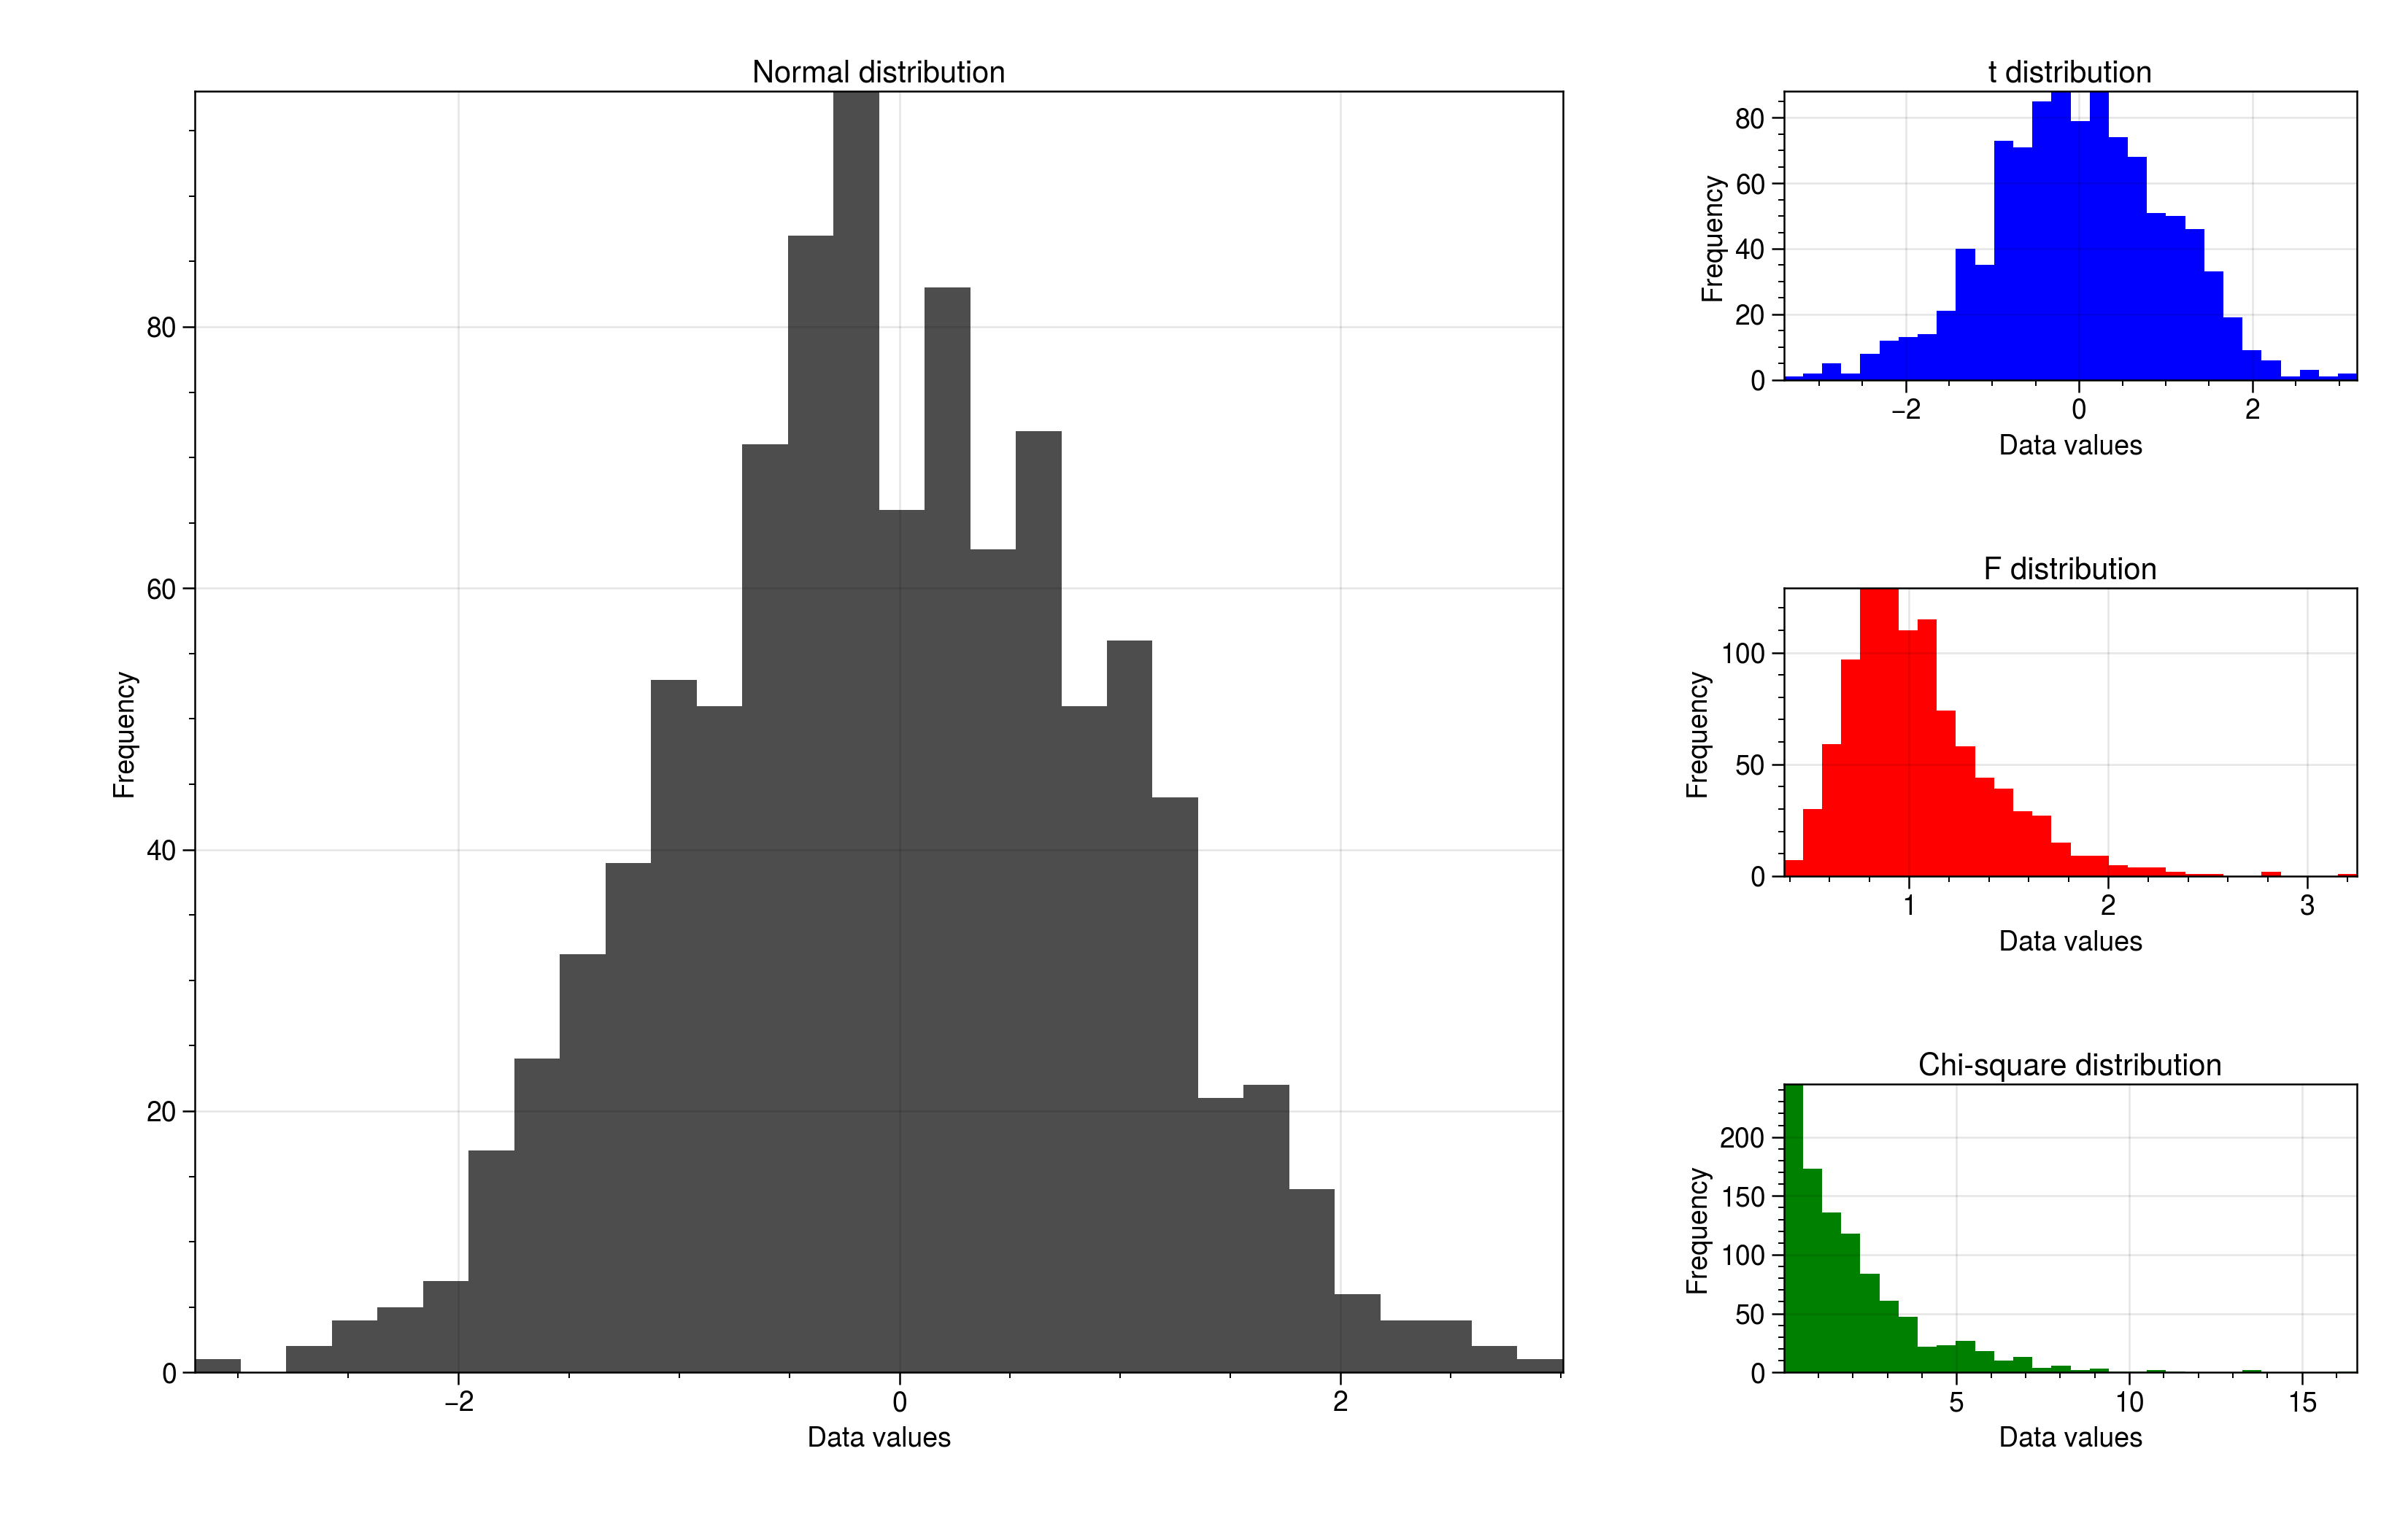 Normal distribution
80
60
40
20
0
−2
0
2
Frequency
Data values
t distribution
80
60
40
20
0
−2
0
2
Frequency
Data values
F distribution
100
50
0
1
2
3
Frequency
Data values
Chi-square distribution
200
150
100
50
0
5
10
15
Frequency
Data values